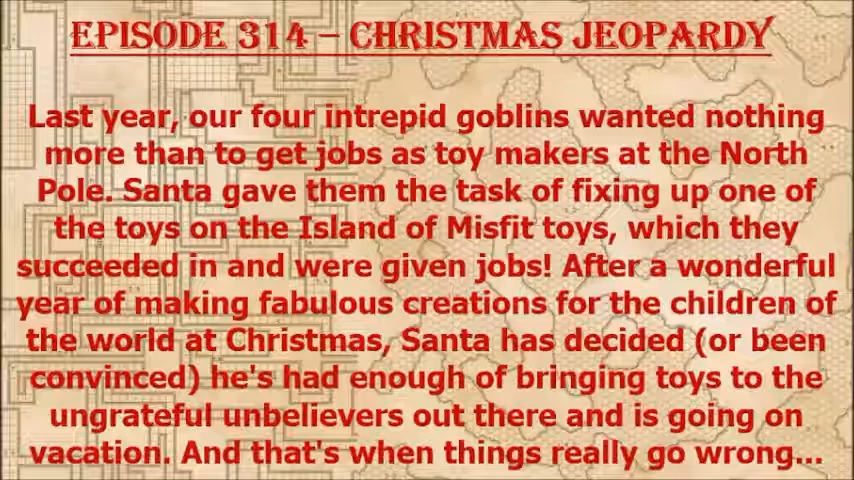 EPISODE 314 – CHRISTMAS JEOPARDY
Last year, our four intrepid goblins wanted nothing
more than to get jobs as toy makers at the North
Pole. Santa gave them the task of fixing up one of
the toys on the Island of Misfit toys, which they
succeeded in and were given jobs! After a wonderful
year of making fabulous creations for the children of
the world at Christmas, Santa has decided (or been
convinced) he's had enough of bringing toys to the
ungrateful unbelievers out there and is going on
vacation. And that's when things really go wrong...